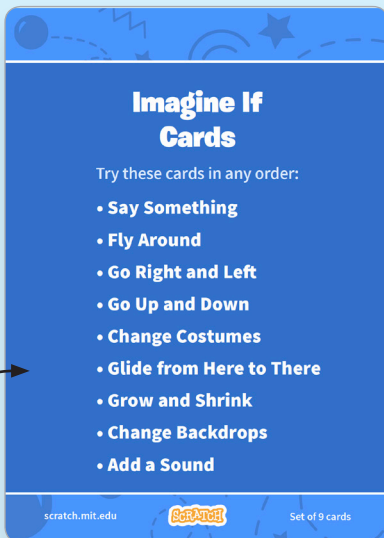 Imagine If
Cards
Try these cards in any order:
• Say Something
• Fly Around
• Go Right and Left
• Go Up and Down
• Change Costumes
• Glide from Here to There
• Grow and Shrink
• Change Backdrops
• Add a Sound
scratch.mit.edu
SCRATCH
Set of 9 cards